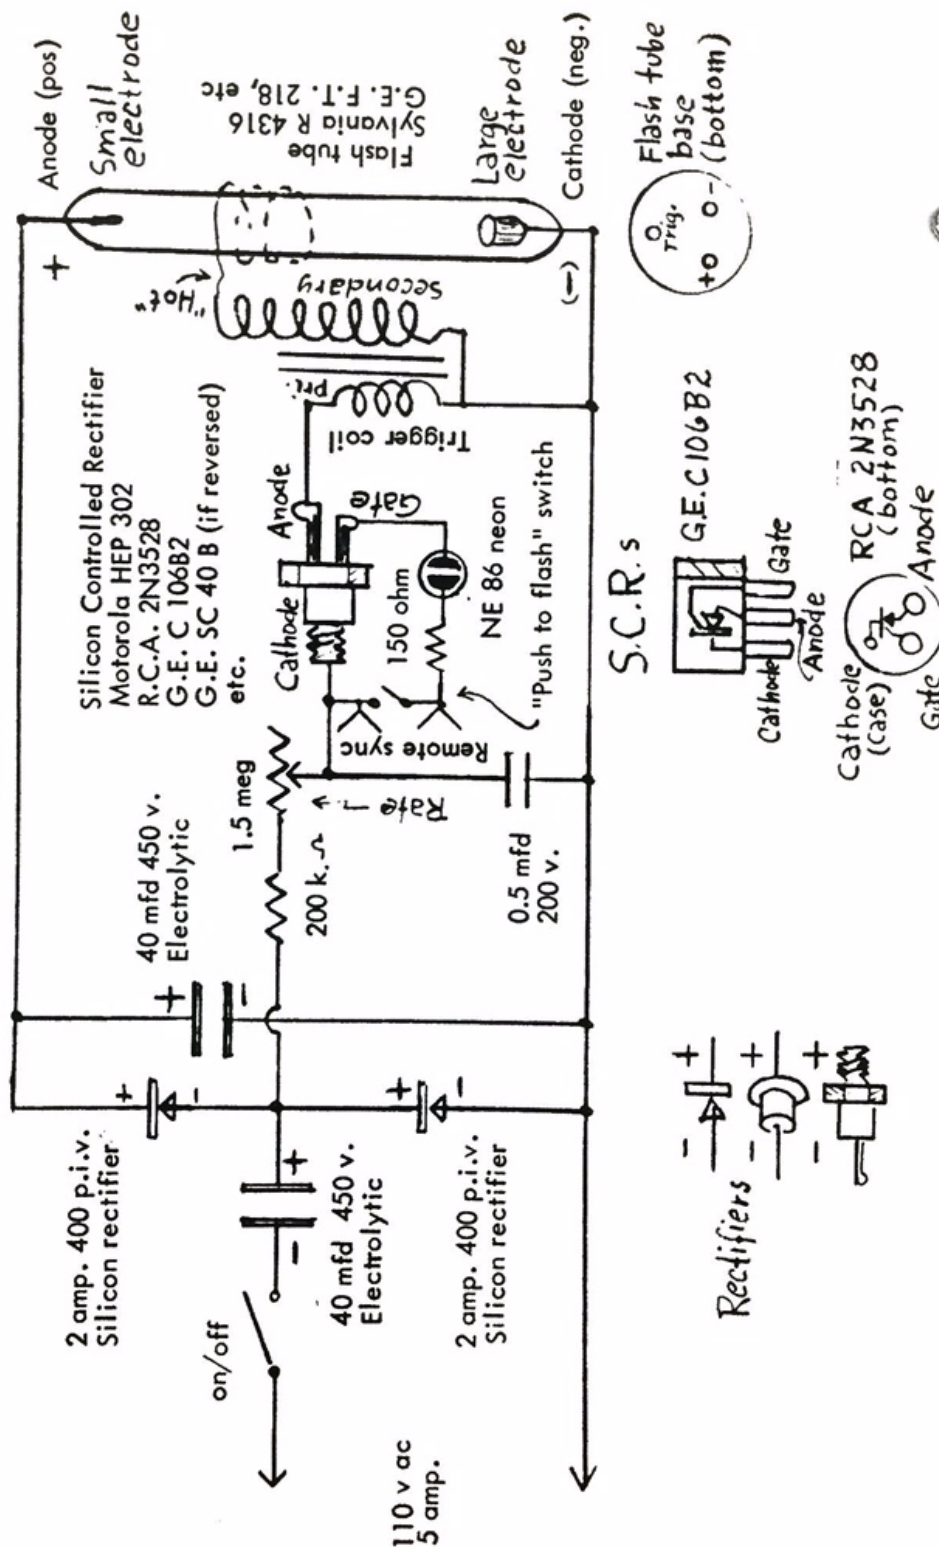 110 v ac
5 amp.
on/off
2 amp. 400 p.i.v.
Silicon rectifier
40 mfd 450 v.
Electrolytic
2 amp. 400 p.i.v.
Silicon rectifier
+
-
+
-
+
-
40 mfd 450 v.
Electrolytic
+
-
200 k. Ω
1.5 meg
Rate
0.5 mfd
200 v.
Silicon Controlled Rectifier
Motorola HEP 302
R.C.A. 2N3528
G.E. C 106B2
G.E. SC 40 B (if reversed)
etc.
Cathode
Anode
Gate
150 ohm
NE 86 neon
Remote sync
"Push to flash" switch
Trigger coil
pri.
Secondary
"Hot"
+
Anode (pos)
Small
electrode
Flash tube
Sylvania R 4316
G.E. F.T. 218, etc
Large
electrode
(-)
Cathode (neg.)
Rectifiers
-
+
-
+
-
+
S.C.R.s
G.E. C106B2
Cathode
Anode
Gate
RCA 2N3528
(bottom)
Cathode
(Case)
Gate
Anode
Flash tube
base
(bottom)
Trig.
+
-